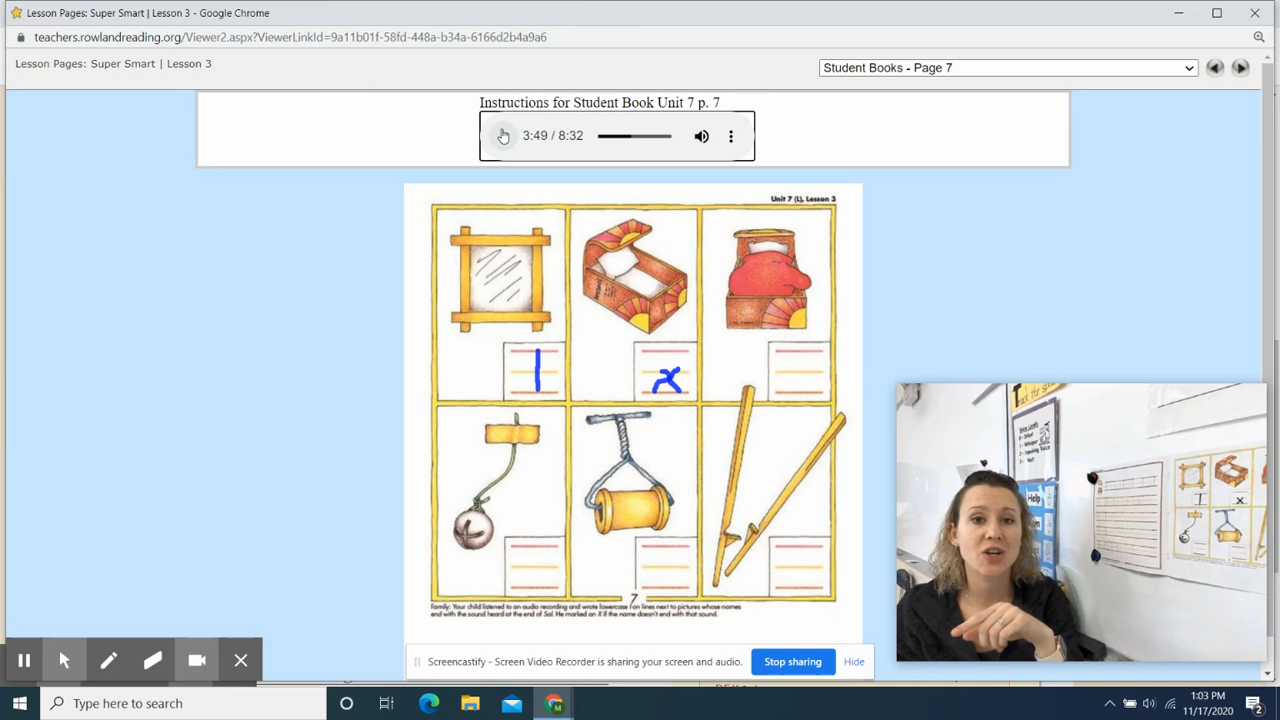 Lesson Pages: Super Smart | Lesson 3 - Google Chrome
teachers.rowlandreading.org/Viewer2.aspx?ViewerLinkId=9a11b01f-58fd-448a-b34a-6166d2b4a9a6
Lesson Pages: Super Smart | Lesson 3
Student Books - Page 7
Instructions for Student Book Unit 7 p. 7
3:49 / 8:32
Unit 7 (L), Lesson 3
l
x
7
Family: Your child listened to an audio recording and wrote lowercase l's on lines next to pictures whose names
end with the sound heard at the end of Sal. He marked an X if the name doesn't end with that sound.
Track the
Help
l
x
Screencastify - Screen Video Recorder is sharing your screen and audio.
Stop sharing
Hide
Type here to search
1:03 PM
11/17/2020
2